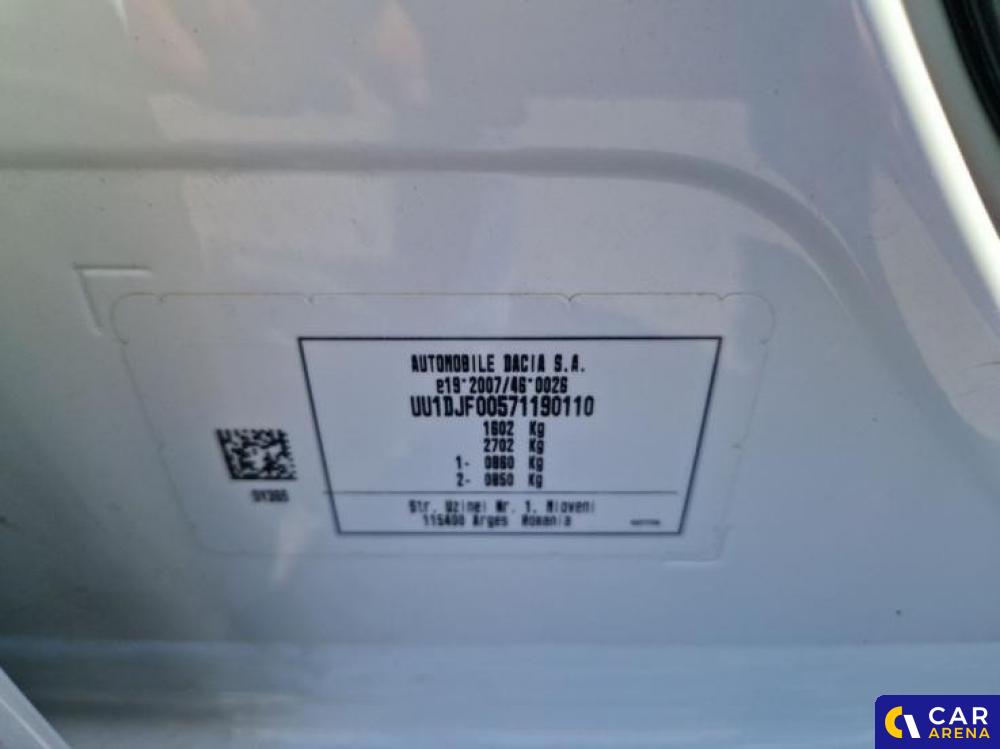 AUTOMOBILE DACIA S.A.
e19*2007/46*0026
UU1DJF00571190110
1602 Kg
2702 Kg
1- 0860 Kg
2- 0850 Kg
Str. Uzinei Nr. 1, Mioveni
115400 Arges Romania
CAR
ARENA